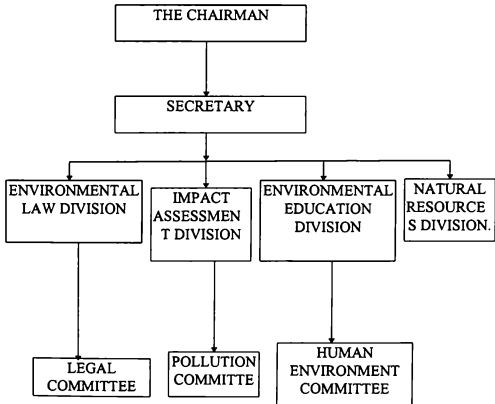 THE CHAIRMAN
SECRETARY
ENVIRONMENTAL
LAW DIVISION
IMPACT
ASSESSMEN
T DIVISION
ENVIRONMENTAL
EDUCATION
DIVISION
NATURAL
RESOURCE
S DIVISION.
LEGAL
COMMITTEE
POLLUTION
COMMITTE
HUMAN
ENVIRONMENT
COMMITTEE